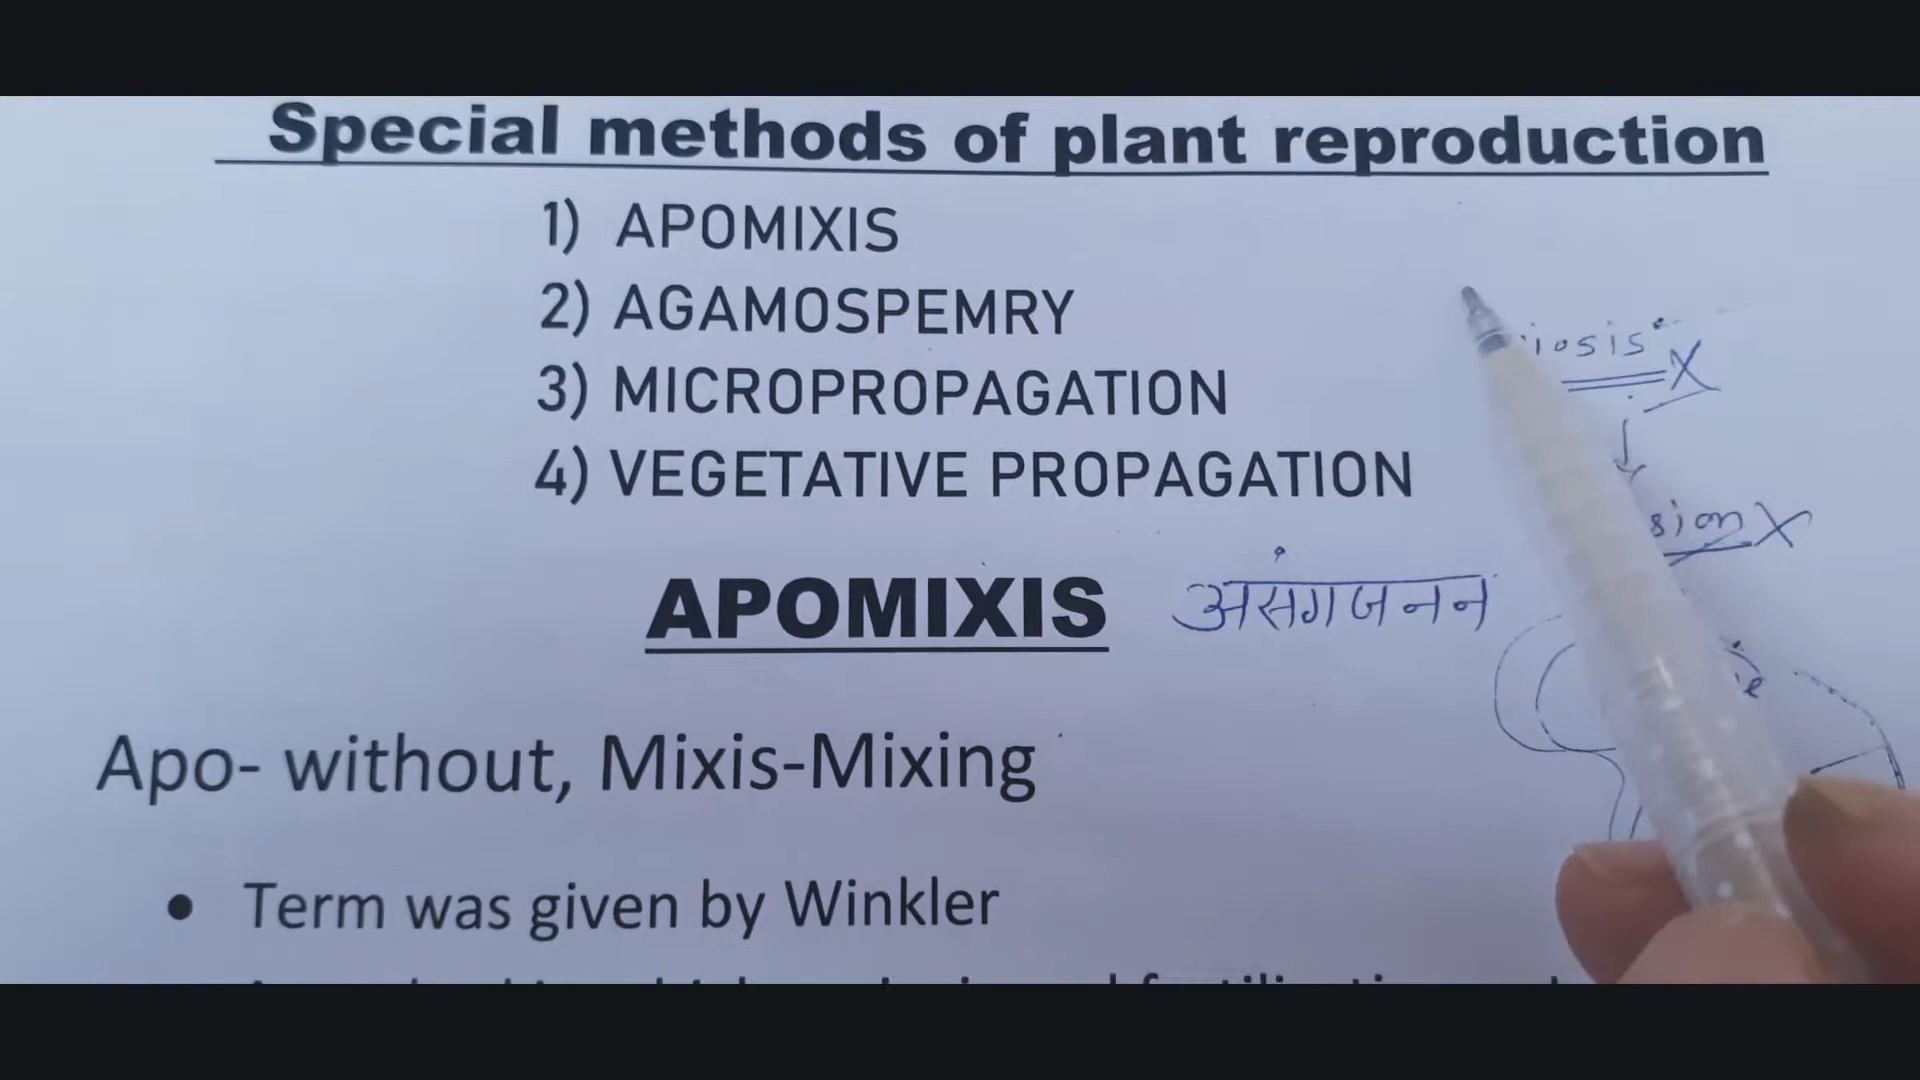 Special methods of plant reproduction
1) APOMIXIS
2) AGAMOSPEMRY
3) MICROPROPAGATION
4) VEGETATIVE PROPAGATION
APOMIXIS असंगजनन
Apo- without, Mixis-Mixing
• Term was given by Winkler